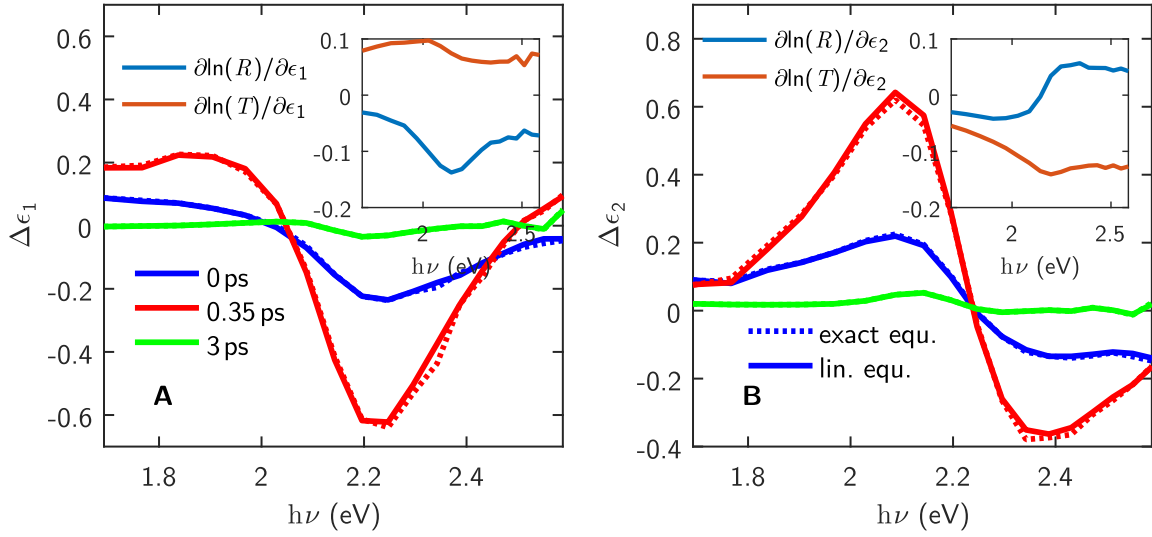 0.6
0.4
0.2
0
-0.2
-0.4
-0.6
Δϵ₁
1.8
2
2.2
2.4
hν (eV)
∂ln(R)/∂ϵ₁
∂ln(T)/∂ϵ₁
0.1
0
-0.1
-0.2
2
2.5
hν (eV)
0 ps
0.35 ps
3 ps
A
0.8
0.6
0.4
0.2
0
-0.2
-0.4
Δϵ₂
1.8
2
2.2
2.4
hν (eV)
∂ln(R)/∂ϵ₂
∂ln(T)/∂ϵ₂
0.1
0
-0.1
-0.2
2
2.5
hν (eV)
exact equ.
lin. equ.
B